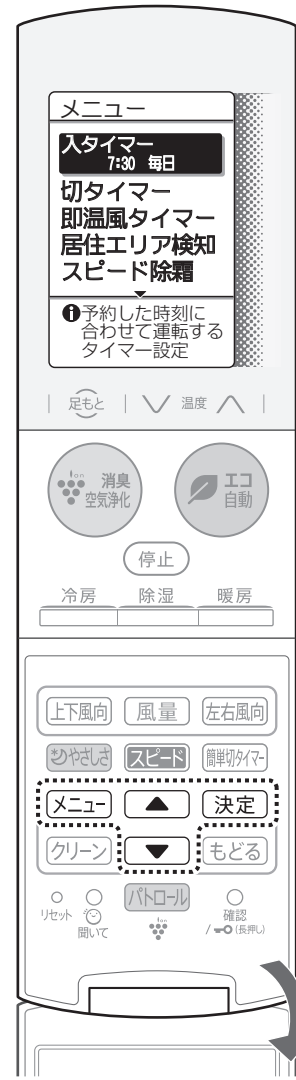 メニュー
入タイマー
7:30 毎日
切タイマー
即温風タイマー
居住エリア検知
スピード除霜
予約した時刻に
合わせて運転する
タイマー設定
足もと 温度
Ion 消臭 空気浄化 エコ 自動
停止
冷房 除湿 暖房
上下風向 風量 左右風向
やさしさ スピード 簡単切タイマー
メニュー ▲ 決定
クリーン ▼ もどる
リセット 聞いて パトロール Ion 確認 / (長押し)